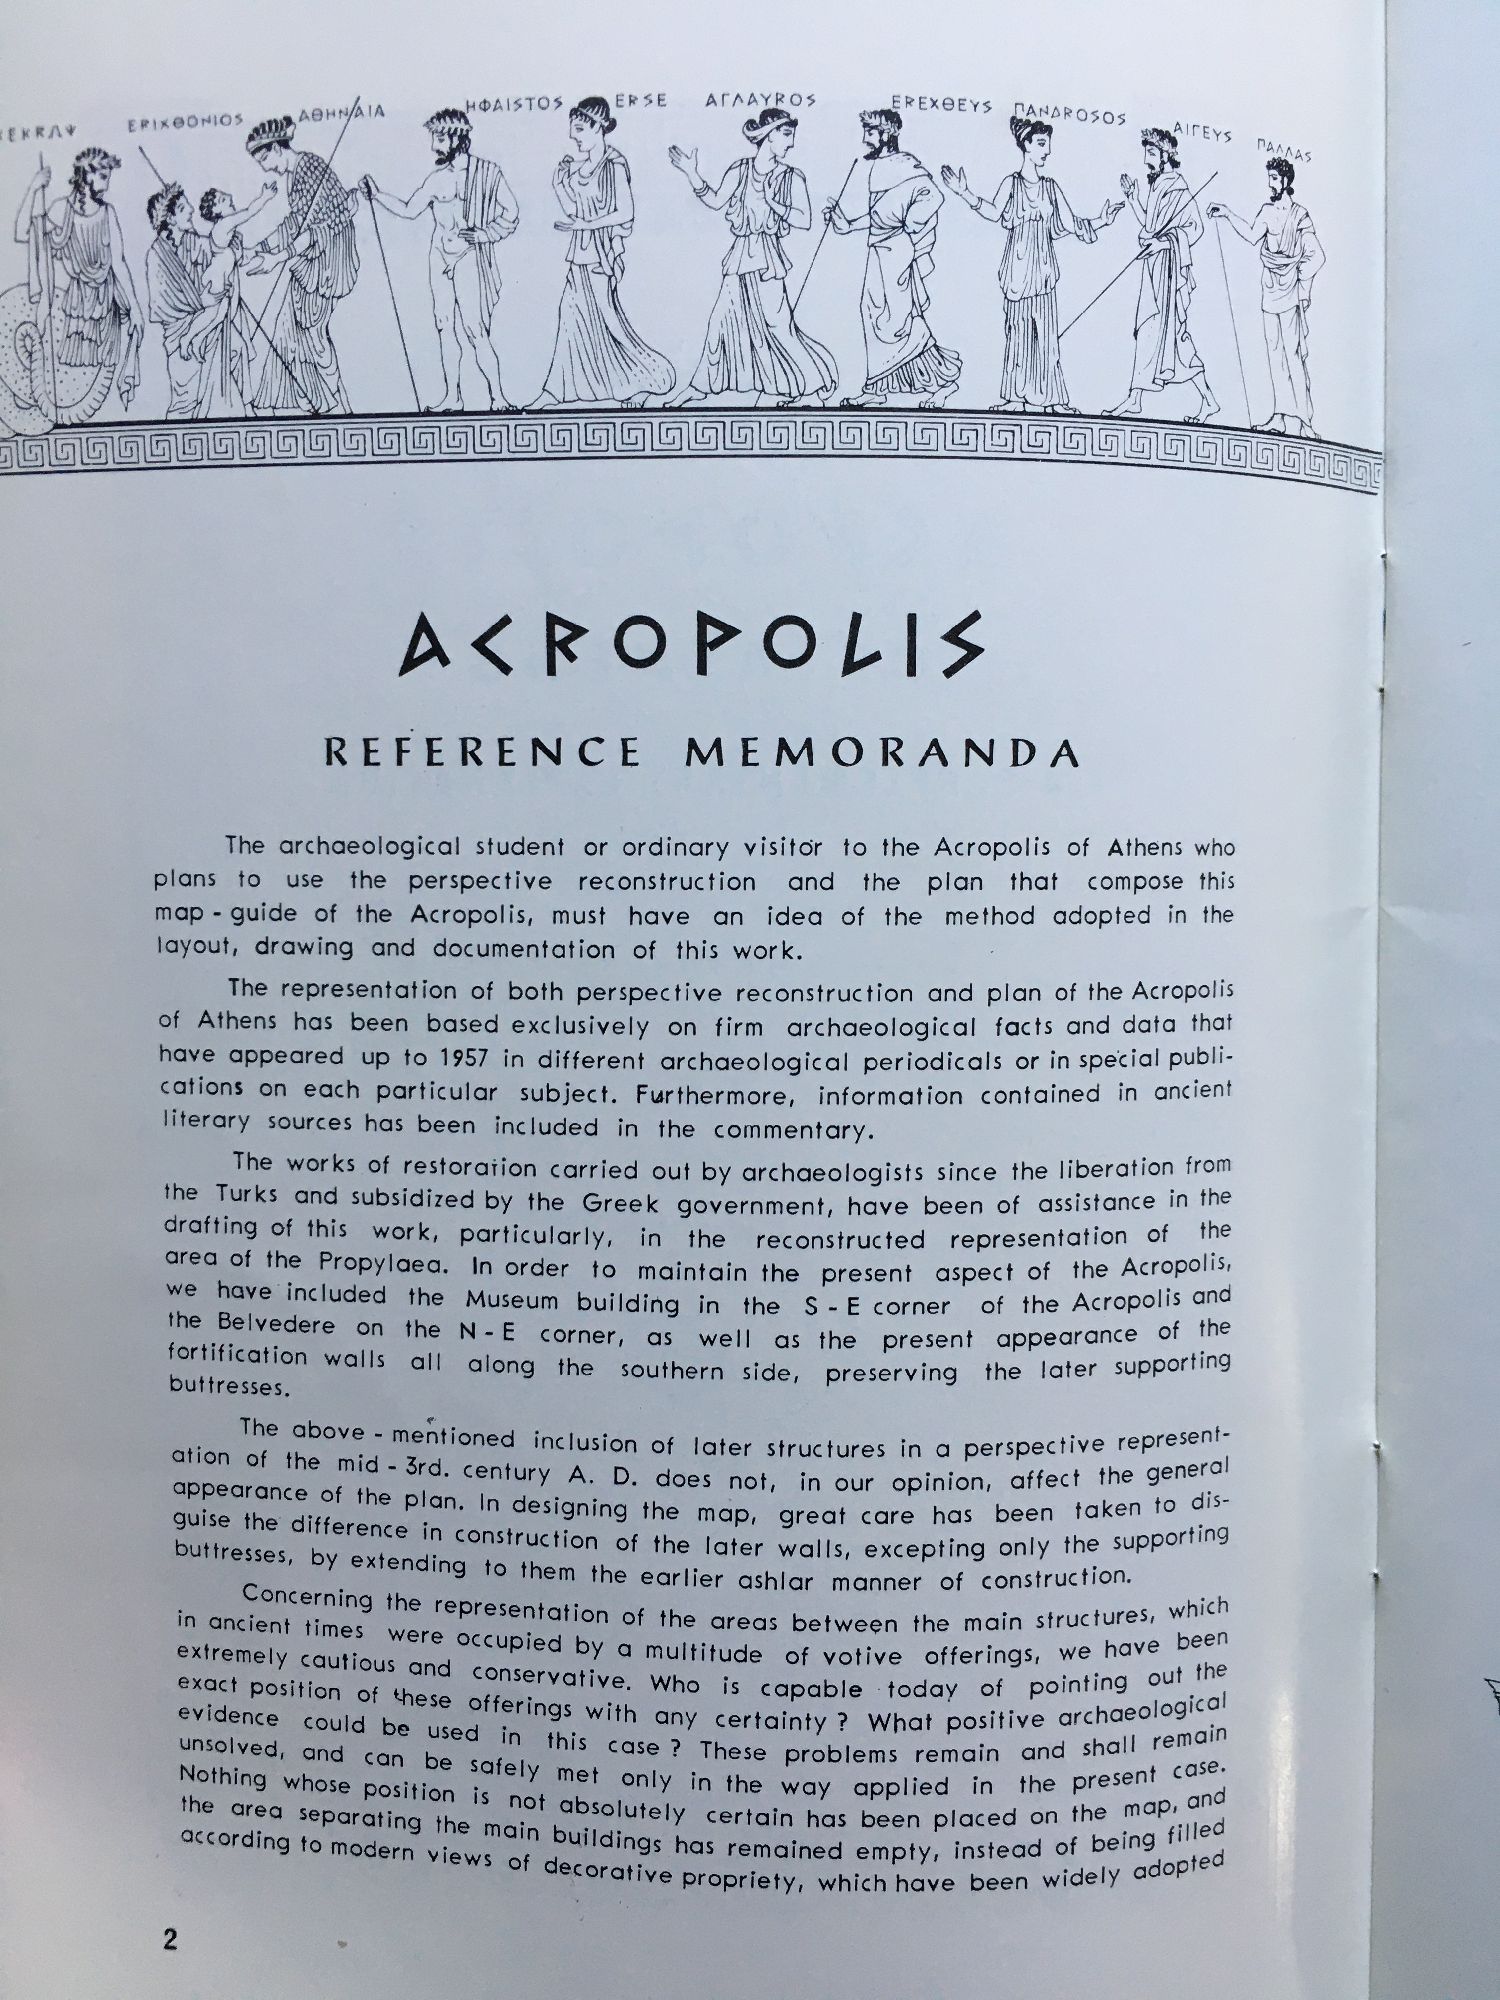 ΕΡΙΧΘΟΝΙΟS ΑΘΗΝΑΙΑ ΗΦΑΙSΤΟS ΕRSΕ ΑΓΛΑΥRΟS ΕRΕΧΘΕΥS ΠΑΝΔRΟSΟS ΑΙΓΕΥS ΠΑΛΛΑS
ACROPOLIS
REFERENCE MEMORANDA
The archaeological student or ordinary visitor to the Acropolis of Athens who
plans to use the perspective reconstruction and the plan that compose this
map - guide of the Acropolis, must have an idea of the method adopted in the
layout, drawing and documentation of this work.
The representation of both perspective reconstruction and plan of the Acropolis
of Athens has been based exclusively on firm archaeological facts and data that
have appeared up to 1957 in different archaeological periodicals or in special publi-
cations on each particular subject. Furthermore, information contained in ancient
literary sources has been included in the commentary.
The works of restoration carried out by archaeologists since the liberation from
the Turks and subsidized by the Greek government, have been of assistance in the
drafting of this work, particularly, in the reconstructed representation of the
area of the Propylaea. In order to maintain the present aspect of the Acropolis,
we have included the Museum building in the S - E corner of the Acropolis and
the Belvedere on the N - E corner, as well as the present appearance of the
fortification walls all along the southern side, preserving the later supporting
buttresses.
The above - mentioned inclusion of later structures in a perspective represent-
ation of the mid - 3rd. century A. D. does not, in our opinion, affect the general
appearance of the plan. In designing the map, great care has been taken to dis-
guise the difference in construction of the later walls, excepting only the supporting
buttresses, by extending to them the earlier ashlar manner of construction.
Concerning the representation of the areas between the main structures, which
in ancient times were occupied by a multitude of votive offerings, we have been
extremely cautious and conservative. Who is capable today of pointing out the
exact position of these offerings with any certainty ? What positive archaeological
evidence could be used in this case ? These problems remain and shall remain
unsolved, and can be safely met only in the way applied in the present case.
Nothing whose position is not absolutely certain has been placed on the map, and
the area separating the main buildings has remained empty, instead of being filled
according to modern views of decorative propriety, which have been widely adopted
2